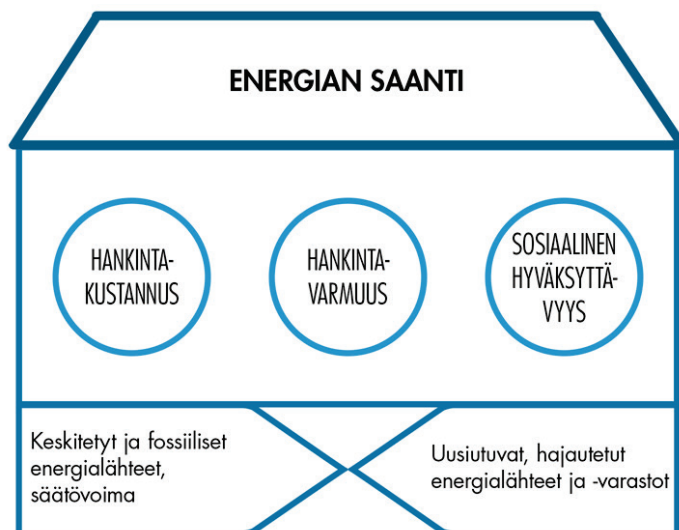 ENERGIAN SAANTI
HANKINTA-
KUSTANNUS
HANKINTA-
VARMUUS
SOSIAALINEN
HYVÄKSYTTÄ-
VYYS
Keskitetyt ja fossiiliset
energialähteet,
säätövoima
Uusiutuvat, hajautetut
energialähteet ja -varastot